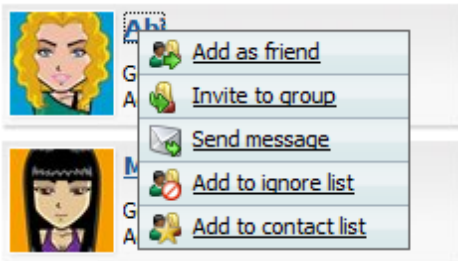 Abi
Add as friend
Invite to group
Send message
Add to ignore list
Add to contact list